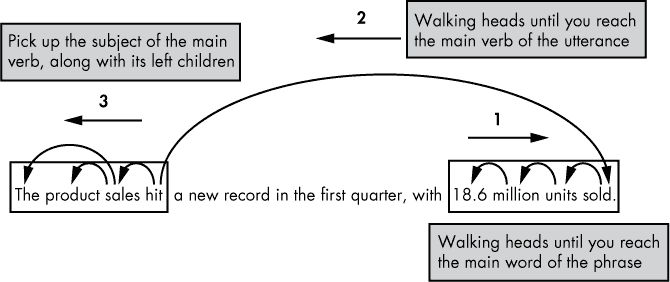 2
Walking heads until you reach
the main verb of the utterance
Pick up the subject of the main
verb, along with its left children
3
1
The product sales hit a new record in the first quarter, with 18.6 million units sold.
Walking heads until you reach
the main word of the phrase